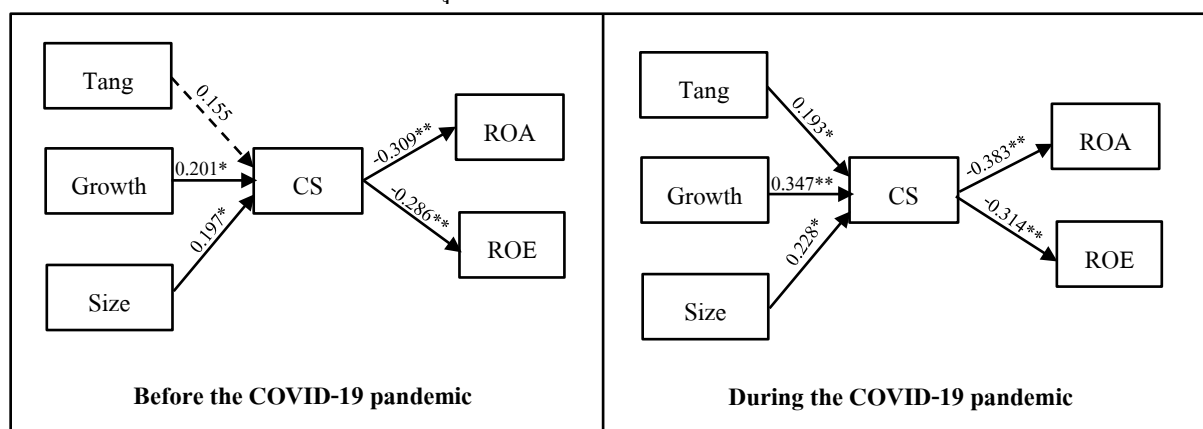 Tang
0.155
Growth
0.201*
Size
0.197*
CS
-0.309**
ROA
-0.286**
ROE
Before the COVID-19 pandemic
Tang
0.193*
Growth
0.347**
Size
0.228*
CS
-0.383**
ROA
-0.314**
ROE
During the COVID-19 pandemic